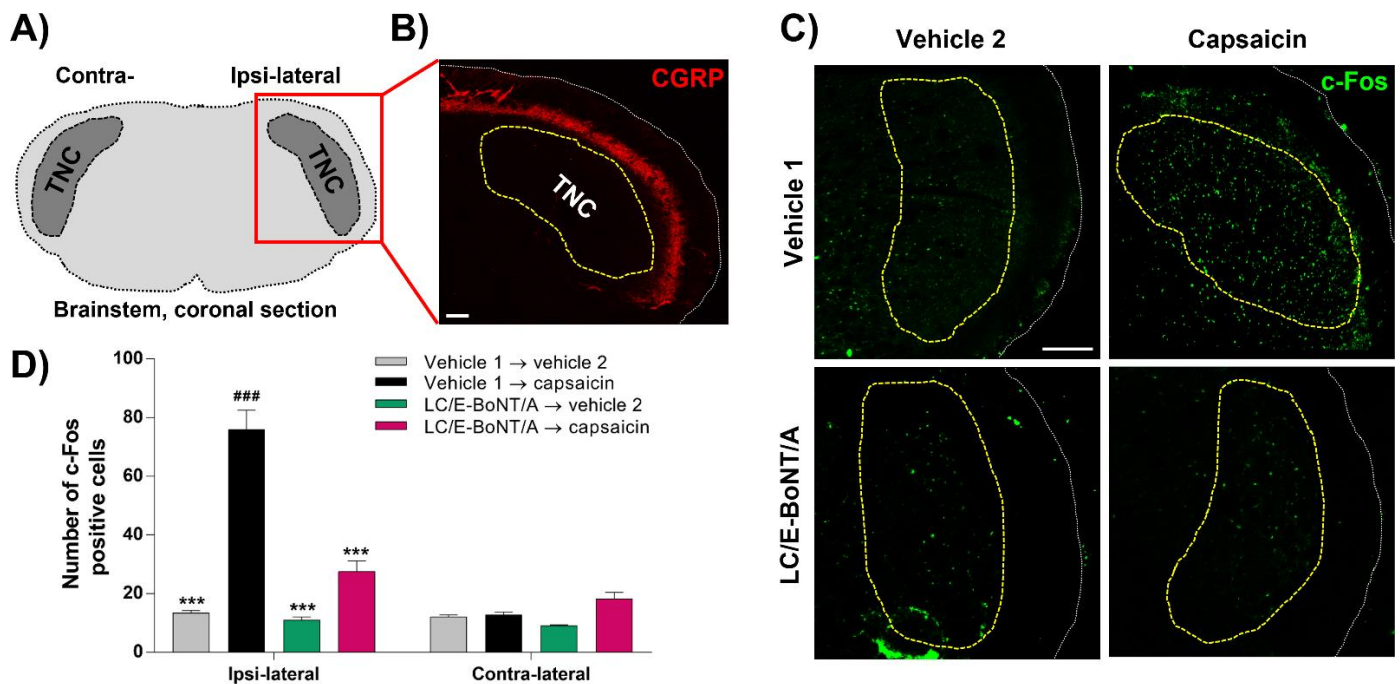 A)
Contra-
Ipsi-lateral
TNC
TNC
Brainstem, coronal section
B)
CGRP
TNC
C)
Vehicle 2
Capsaicin
Vehicle 1
c-Fos
LC/E-BoNT/A
D)
Number of c-Fos
positive cells
100
80
60
40
20
0
Vehicle 1 → vehicle 2
Vehicle 1 → capsaicin
LC/E-BoNT/A → vehicle 2
LC/E-BoNT/A → capsaicin
***
###
***
***
Ipsi-lateral
Contra-lateral